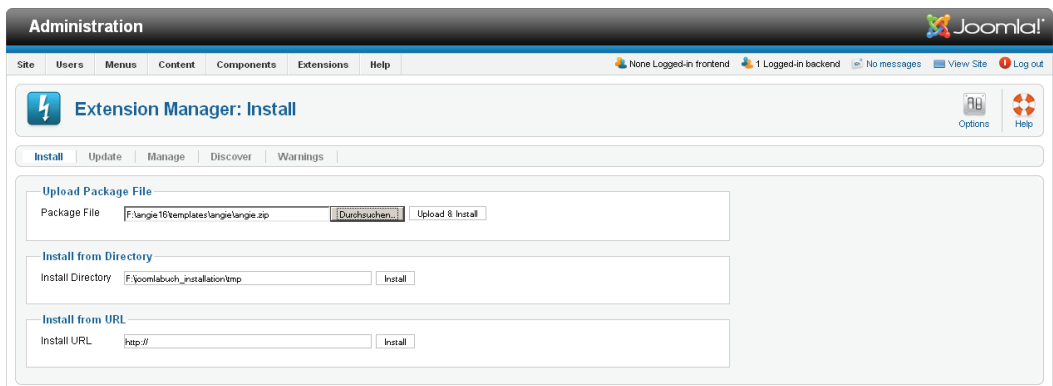 Administration Joomla!
Site Users Menus Content Components Extensions Help None Logged-in frontend 1 Logged-in backend No messages View Site Log out
Extension Manager: Install Options Help
Install Update Manage Discover Warnings
Upload Package File
Package File F:\angie16\templates\angie\angie.zip Durchsuchen... Upload & Install
Install from Directory
Install Directory F:\joomlabuch_installation\tmp Install
Install from URL
Install URL http:// Install